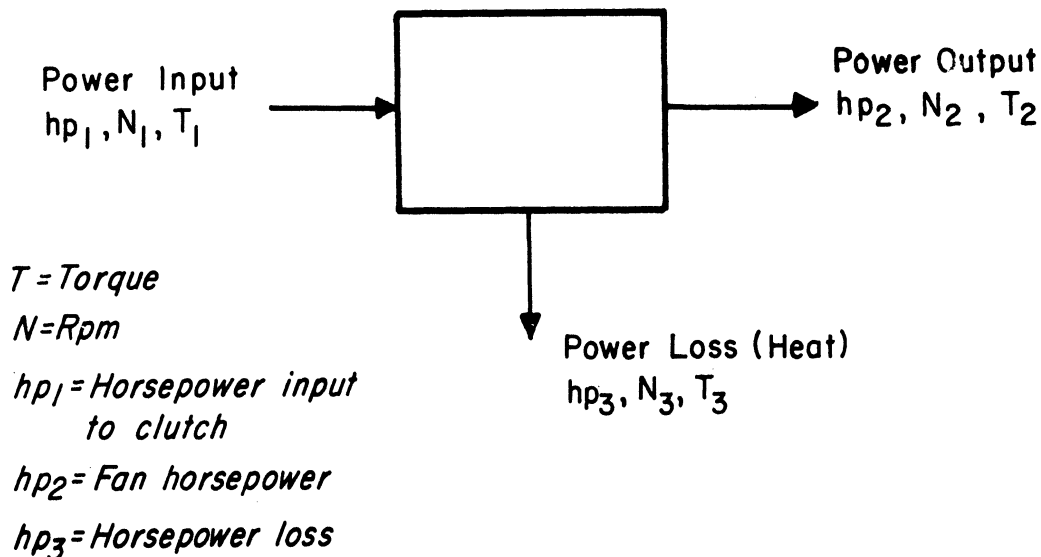 Power Input
hp₁, N₁, T₁
Power Output
hp₂, N₂, T₂
T = Torque
N=Rpm
hp₁= Horsepower input
to clutch
hp₂= Fan horsepower
hp₃= Horsepower loss
Power Loss (Heat)
hp₃, N₃, T₃